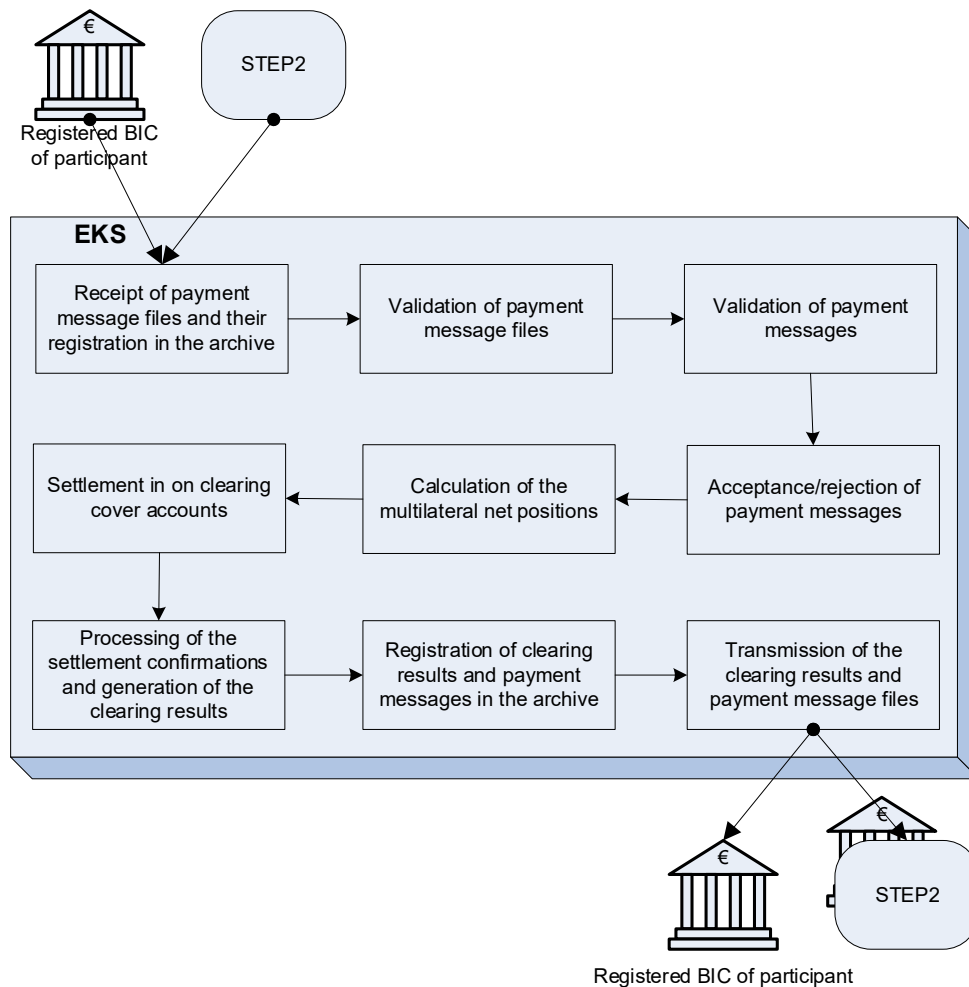 €
STEP2
Registered BIC
of participant
EKS
Receipt of payment
message files and their
registration in the archive
Validation of payment
message files
Validation of payment
messages
Settlement in on clearing
cover accounts
Calculation of the
multilateral net positions
Acceptance/rejection of
payment messages
Processing of the
settlement confirmations
and generation of the
clearing results
Registration of clearing
results and payment
messages in the archive
Transmission of the
clearing results and
payment message files
€
€
STEP2
Registered BIC of participant